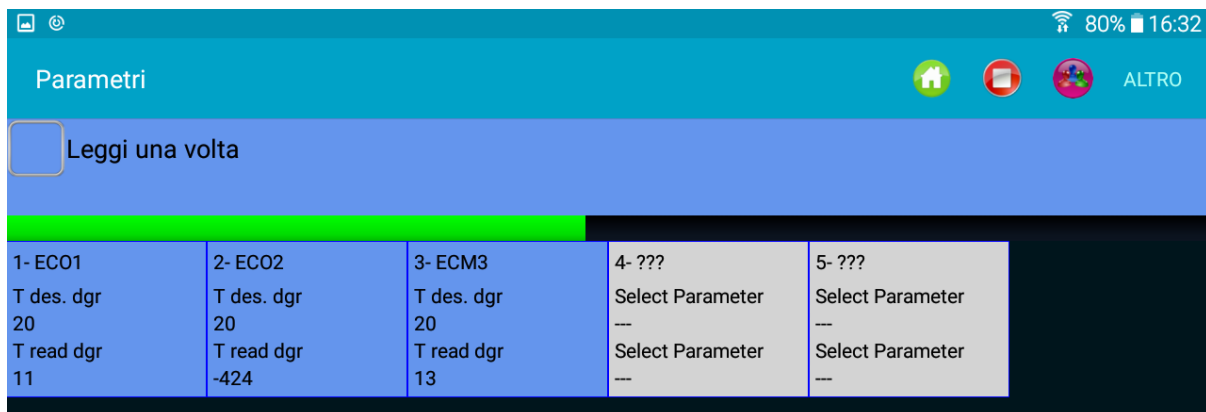 80% 16:32
Parametri
ALTRO
Leggi una volta
1- ECO1
T des. dgr
20
T read dgr
11
2- ECO2
T des. dgr
20
T read dgr
-424
3- ECM3
T des. dgr
20
T read dgr
13
4- ???
Select Parameter
---
Select Parameter
---
5- ???
Select Parameter
---
Select Parameter
---